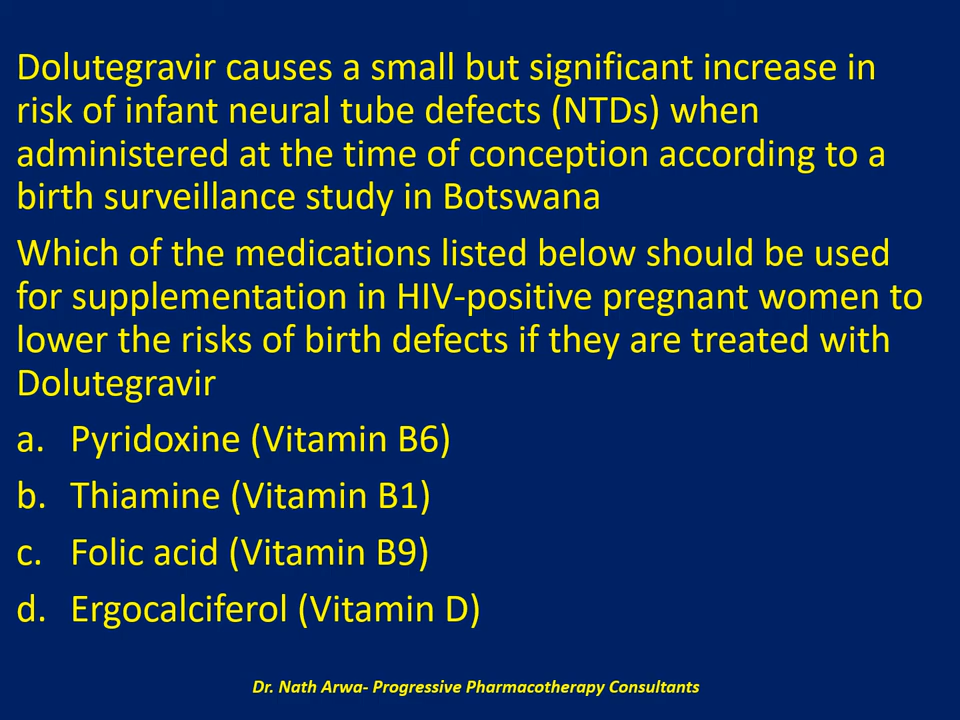 Dolutegravir causes a small but significant increase in
risk of infant neural tube defects (NTDs) when
administered at the time of conception according to a
birth surveillance study in Botswana
Which of the medications listed below should be used
for supplementation in HIV-positive pregnant women to
lower the risks of birth defects if they are treated with
Dolutegravir
a. Pyridoxine (Vitamin B6)
b. Thiamine (Vitamin B1)
c. Folic acid (Vitamin B9)
d. Ergocalciferol (Vitamin D)
Dr. Nath Arwa- Progressive Pharmacotherapy Consultants